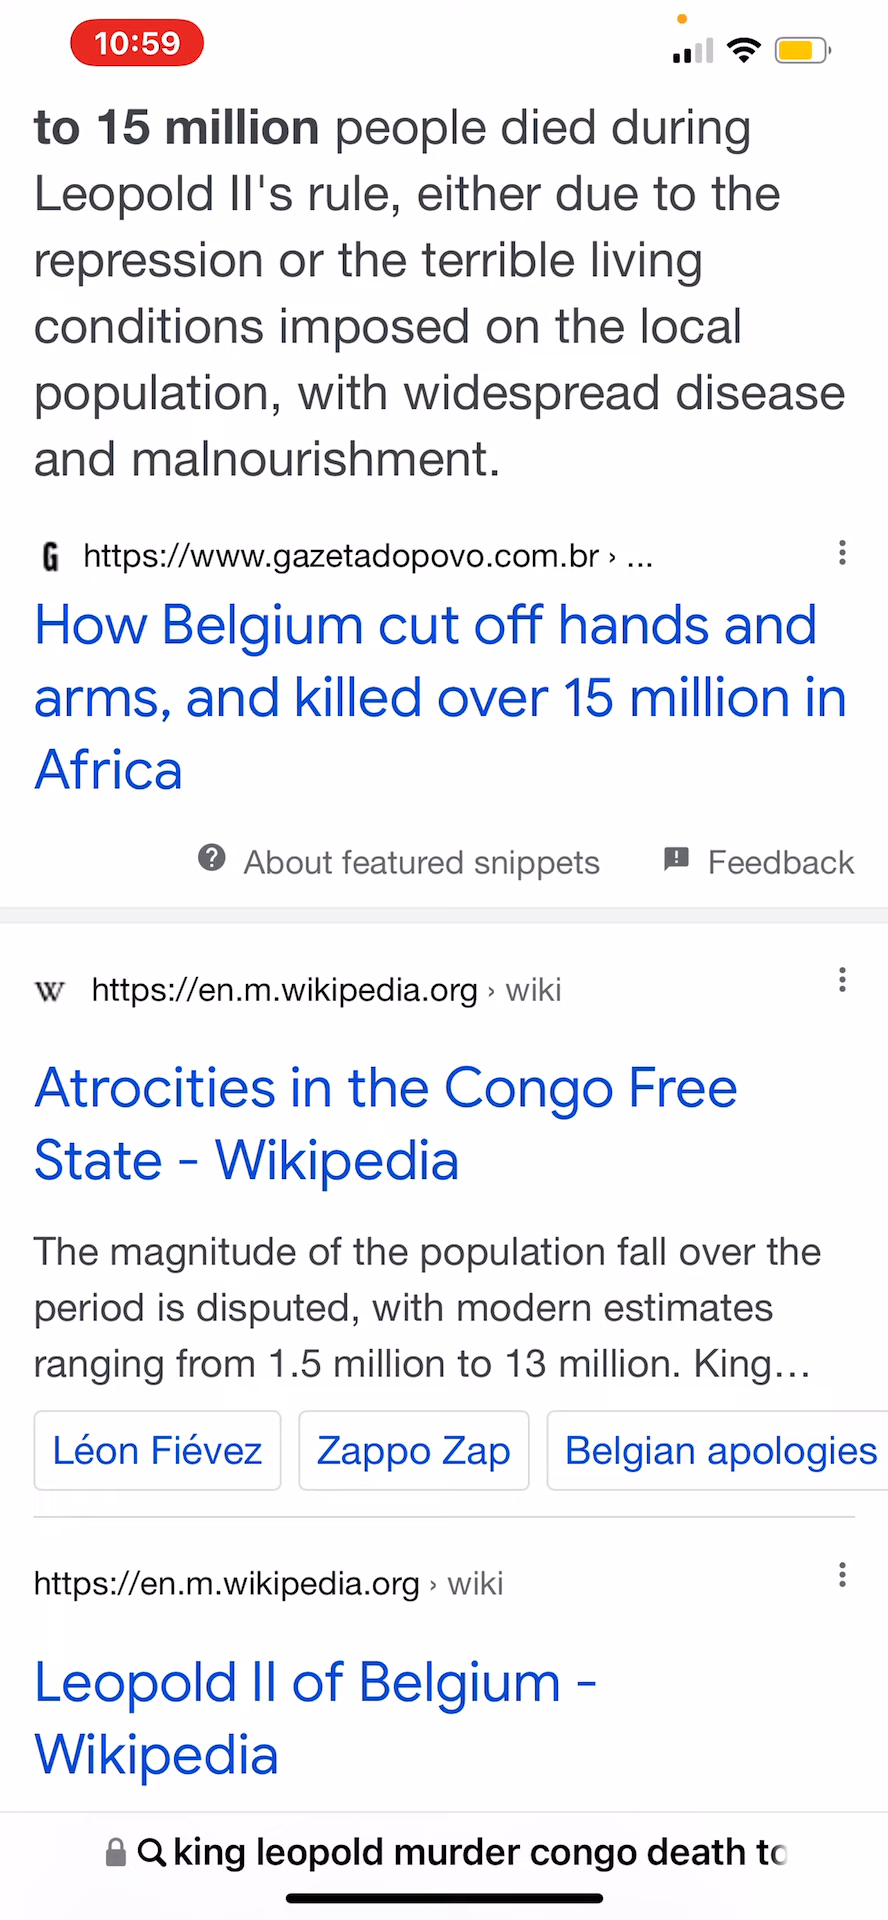 10:59
to 15 million people died during
Leopold II's rule, either due to the
repression or the terrible living
conditions imposed on the local
population, with widespread disease
and malnourishment.
G https://www.gazetadopovo.com.br › ...
How Belgium cut off hands and
arms, and killed over 15 million in
Africa
About featured snippets Feedback
W https://en.m.wikipedia.org › wiki
Atrocities in the Congo Free
State - Wikipedia
The magnitude of the population fall over the
period is disputed, with modern estimates
ranging from 1.5 million to 13 million. King...
Léon Fiévez Zappo Zap Belgian apologies
https://en.m.wikipedia.org › wiki
Leopold II of Belgium -
Wikipedia
king leopold murder congo death to